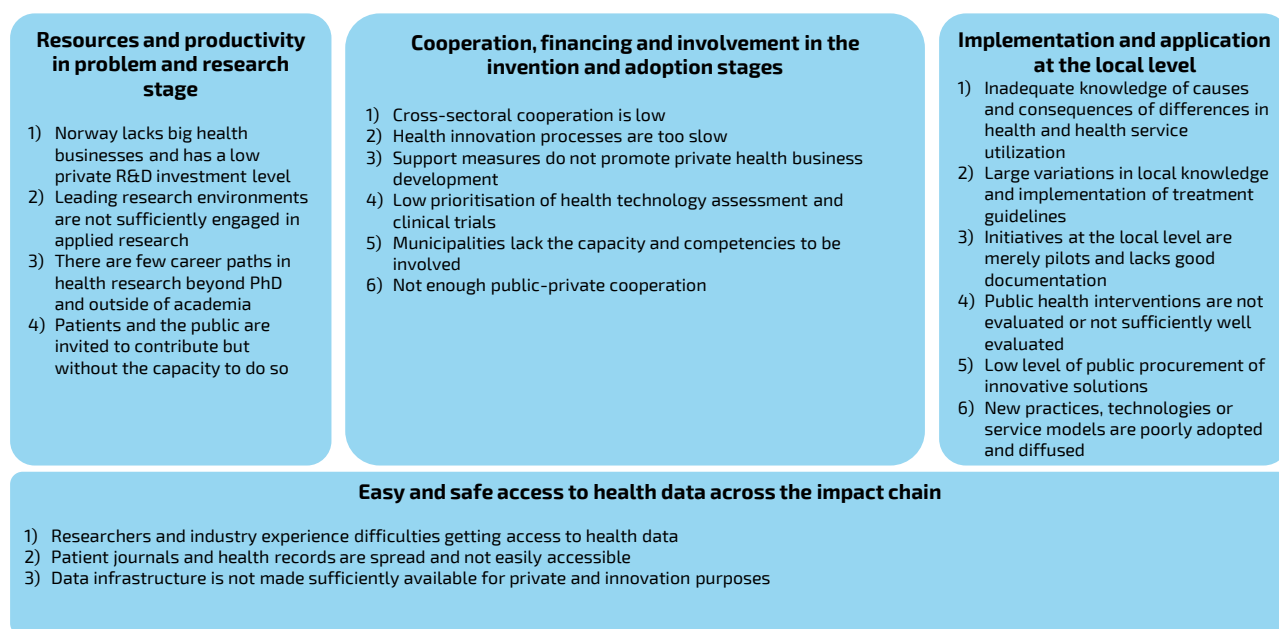 Resources and productivity
in problem and research
stage
1) Norway lacks big health
businesses and has a low
private R&D investment level
2) Leading research environments
are not sufficiently engaged in
applied research
3) There are few career paths in
health research beyond PhD
and outside of academia
4) Patients and the public are
invited to contribute but
without the capacity to do so
Cooperation, financing and involvement in the
invention and adoption stages
1) Cross-sectoral cooperation is low
2) Health innovation processes are too slow
3) Support measures do not promote private health business
development
4) Low prioritisation of health technology assessment and
clinical trials
5) Municipalities lack the capacity and competencies to be
involved
6) Not enough public-private cooperation
Implementation and application
at the local level
1) Inadequate knowledge of causes
and consequences of differences in
health and health service
utilization
2) Large variations in local knowledge
and implementation of treatment
guidelines
3) Initiatives at the local level are
merely pilots and lacks good
documentation
4) Public health interventions are not
evaluated or not sufficiently well
evaluated
5) Low level of public procurement of
innovative solutions
6) New practices, technologies or
service models are poorly adopted
and diffused
Easy and safe access to health data across the impact chain
1) Researchers and industry experience difficulties getting access to health data
2) Patient journals and health records are spread and not easily accessible
3) Data infrastructure is not made sufficiently available for private and innovation purposes